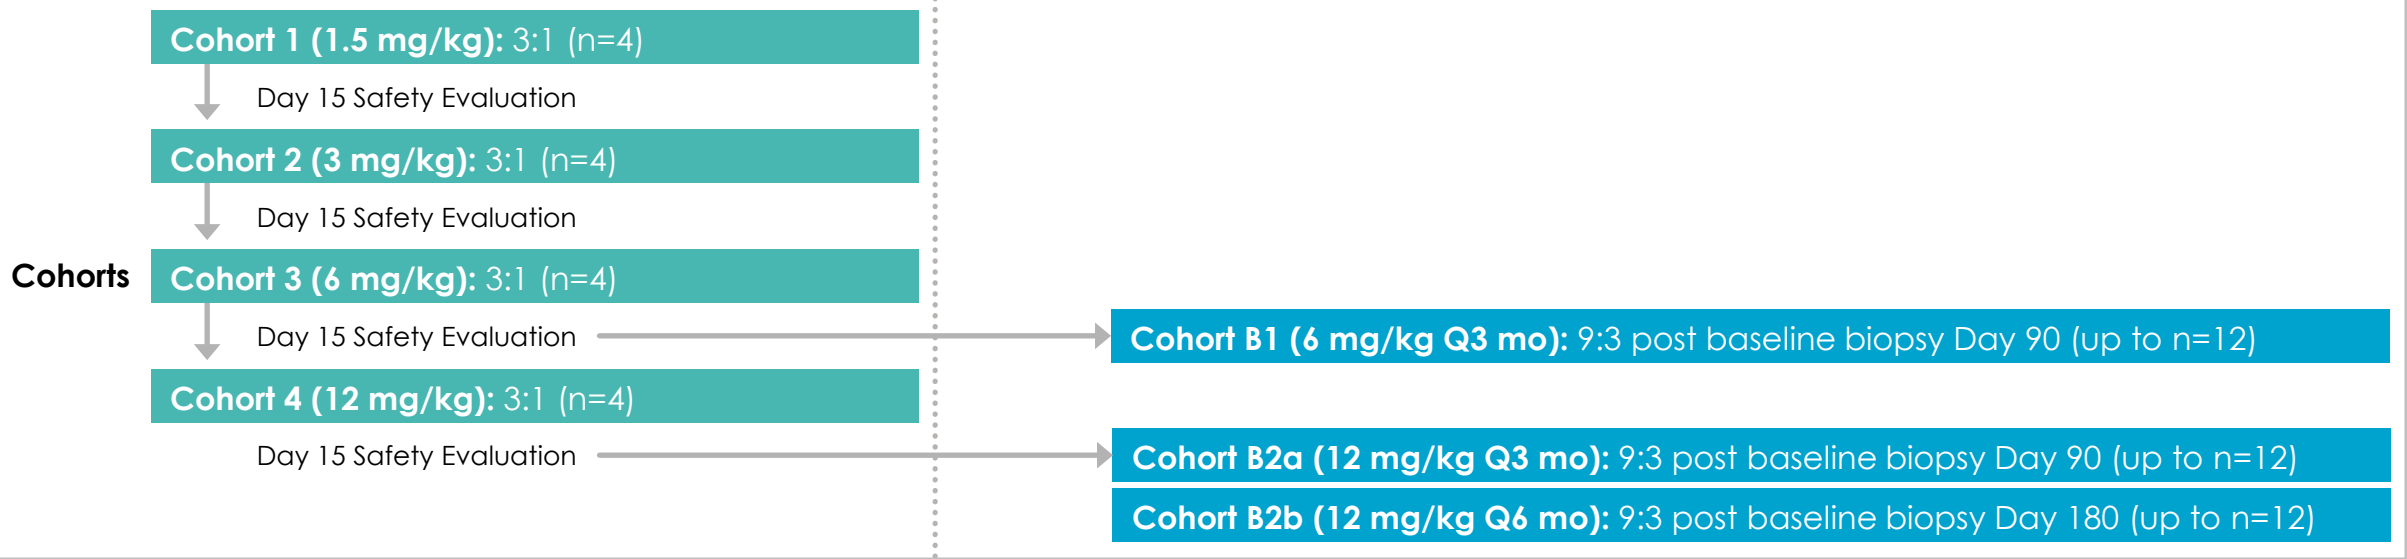 Cohort 1 (1.5 mg/kg): 3:1 (n=4)
Day 15 Safety Evaluation
Cohort 2 (3 mg/kg): 3:1 (n=4)
Day 15 Safety Evaluation
Cohorts
Cohort 3 (6 mg/kg): 3:1 (n=4)
Day 15 Safety Evaluation
Cohort B1 (6 mg/kg Q3 mo): 9:3 post baseline biopsy Day 90 (up to n=12)
Cohort 4 (12 mg/kg): 3:1 (n=4)
Day 15 Safety Evaluation
Cohort B2a (12 mg/kg Q3 mo): 9:3 post baseline biopsy Day 90 (up to n=12)
Cohort B2b (12 mg/kg Q6 mo): 9:3 post baseline biopsy Day 180 (up to n=12)